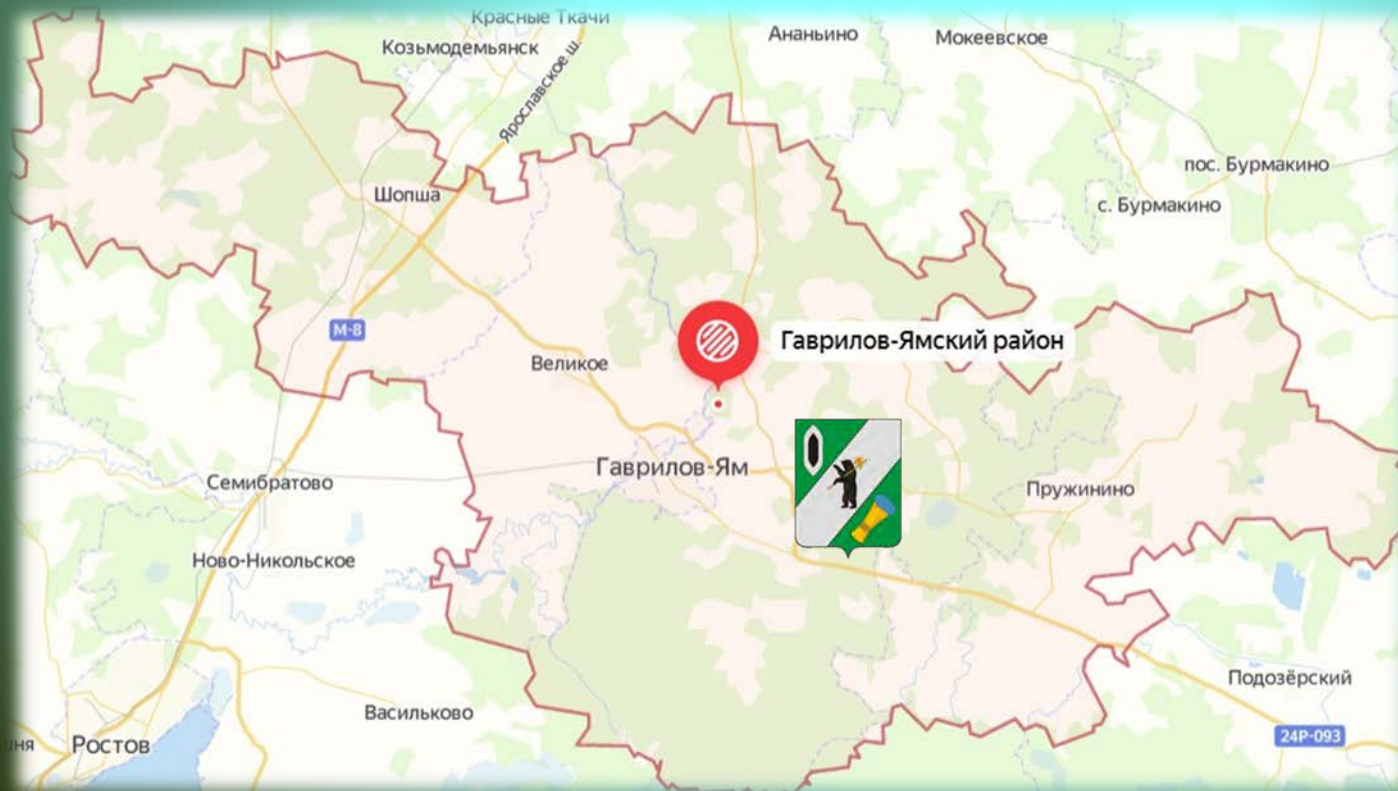 Красные Ткачи
Козьмодемьянск
Ананьино
Мокеевское
Ярославское ш.
пос. Бурмакино
Шопша
с. Бурмакино
М-8
Гаврилов-Ямский район
Великое
Гаврилов-Ям
Семибратово
Пружинино
Ново-Никольское
Подозёрский
Васильково
24Р-093
Ростов